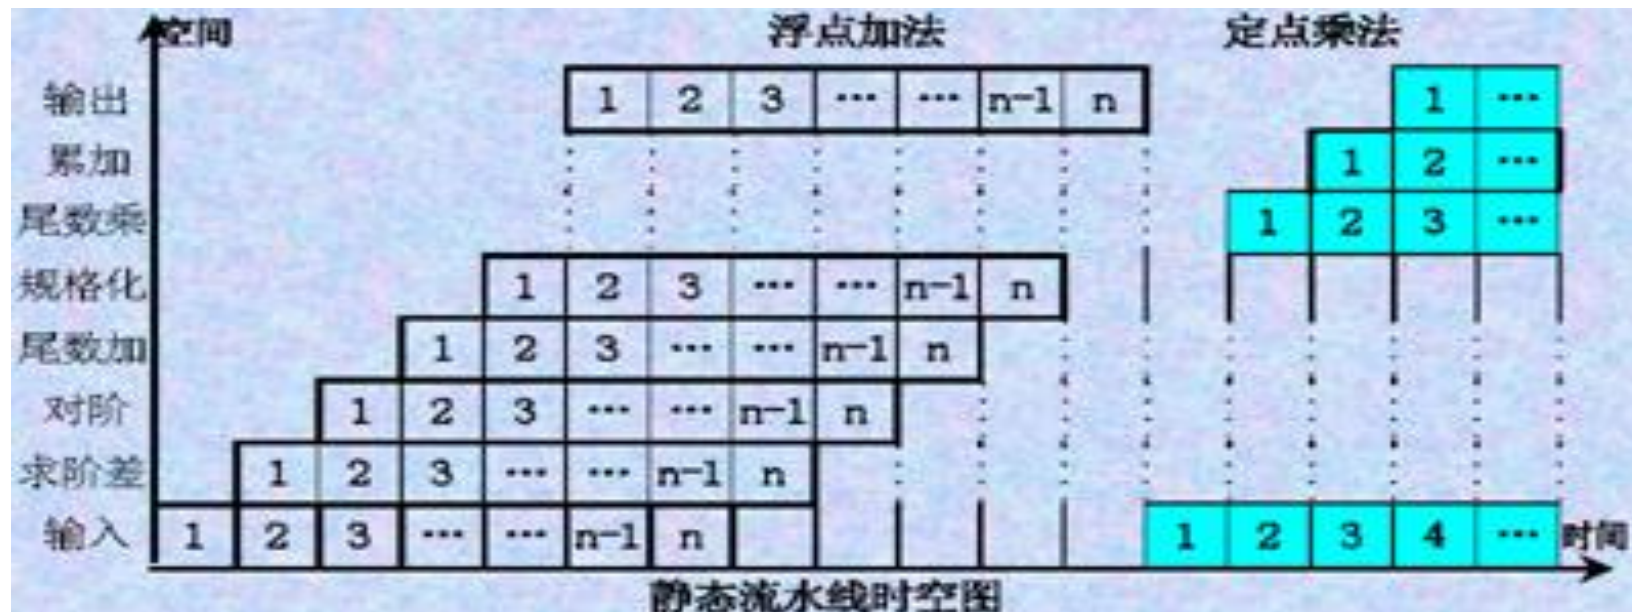 空间 浮点加法 定点乘法
输出 1 2 3 … … n-1 n 1 …
累加 1 2 …
尾数乘 1 2 3 …
规格化 1 2 3 … … n-1 n
尾数加 1 2 3 … … n-1 n
对阶 1 2 3 … … n-1 n
求阶差 1 2 3 … … n-1 n
输入 1 2 3 … … n-1 n 1 2 3 4 … 时间
静态流水线时空图